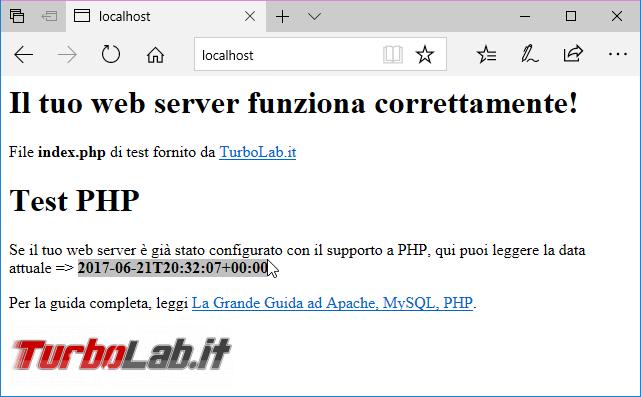 localhost
localhost
Il tuo web server funziona correttamente!
File index.php di test fornito da TurboLab.it
Test PHP
Se il tuo web server è già stato configurato con il supporto a PHP, qui puoi leggere la data
attuale => 2017-06-21T20:32:07+00:00
Per la guida completa, leggi La Grande Guida ad Apache, MySQL, PHP.
TurboLab.it